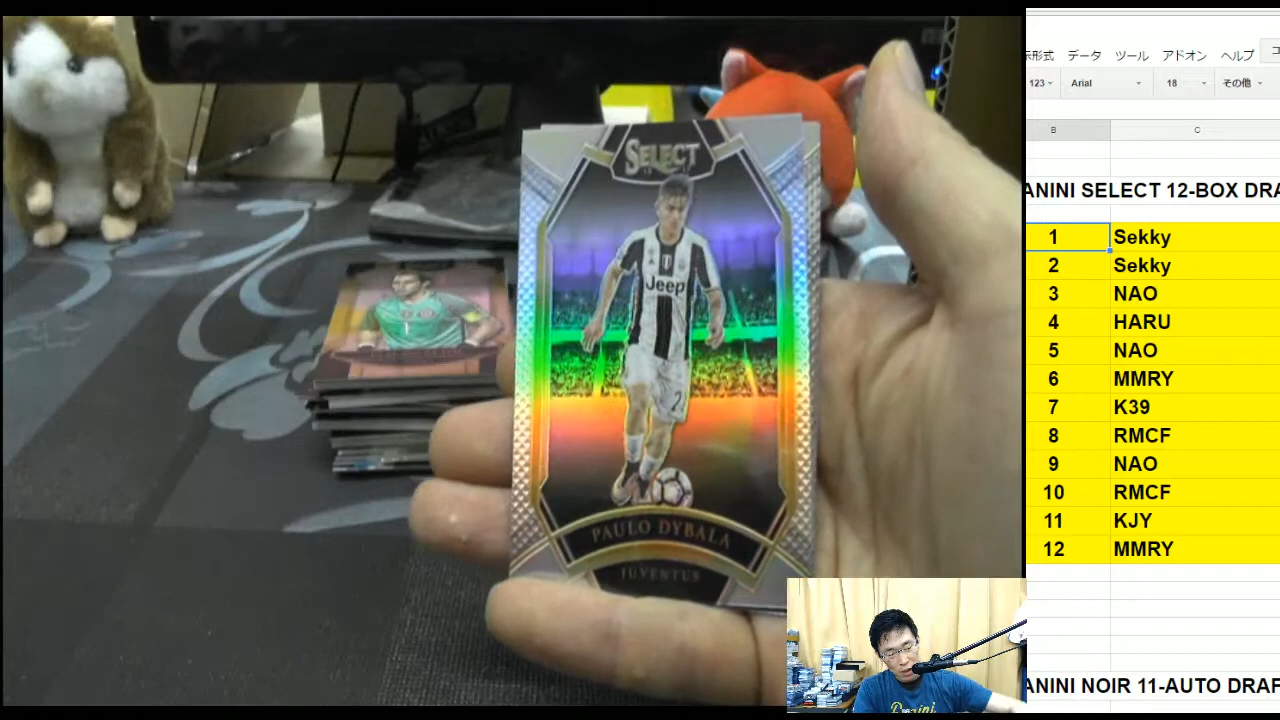 示形式 データ ツール アドオン ヘルプ
123 Arial 18 その他
B C
ANINI SELECT 12-BOX DRA
1 Sekky
2 Sekky
3 NAO
4 HARU
5 NAO
6 MMRY
7 K39
8 RMCF
9 NAO
10 RMCF
11 KJY
12 MMRY
ANINI NOIR 11-AUTO DRAF
SELECT
Jeep
2
PAULO DYBALA
JUVENTUS
Panini